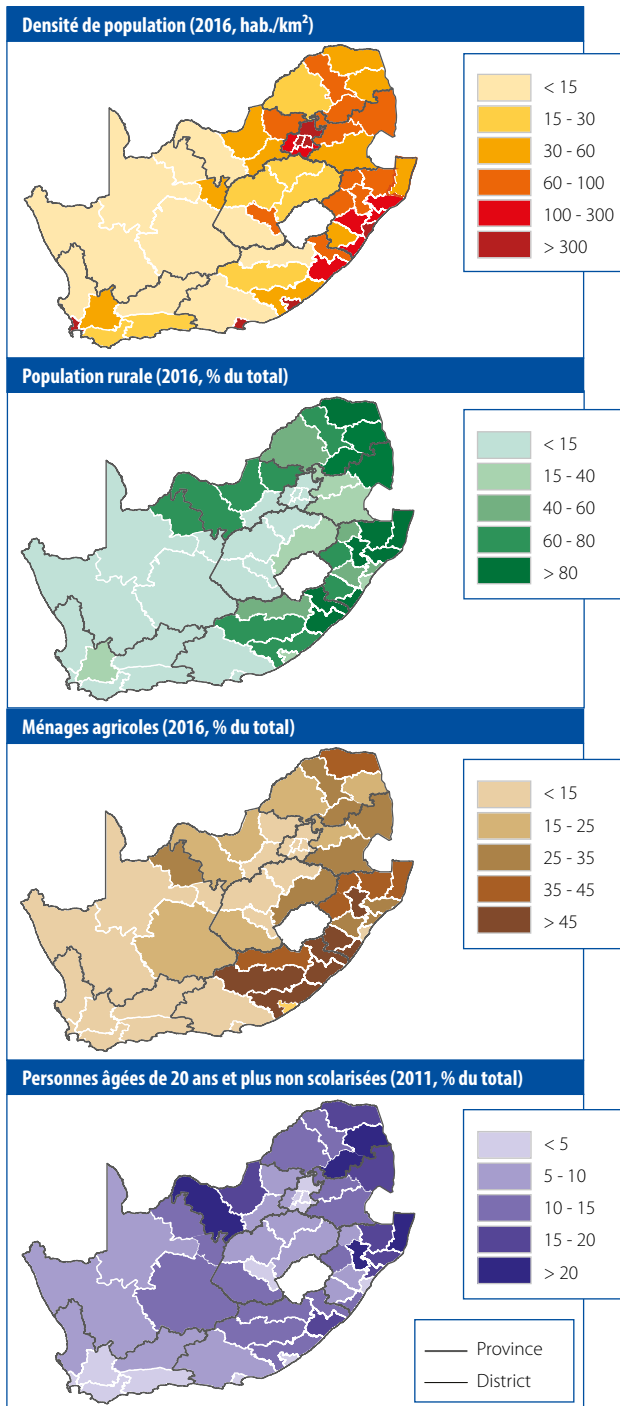 Densité de population (2016, hab./km²)
< 15
15 - 30
30 - 60
60 - 100
100 - 300
> 300
Population rurale (2016, % du total)
< 15
15 - 40
40 - 60
60 - 80
> 80
Ménages agricoles (2016, % du total)
< 15
15 - 25
25 - 35
35 - 45
> 45
Personnes âgées de 20 ans et plus non scolarisées (2011, % du total)
< 5
5 - 10
10 - 15
15 - 20
> 20
Province
District